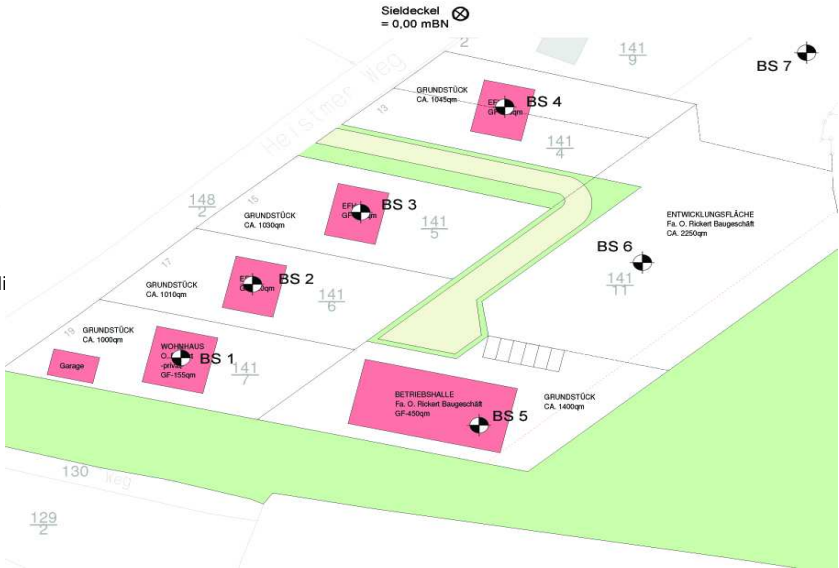 Sieldeckel
= 0,00 mBN
2
141
9
BS 7
GRUNDSTÜCK
CA. 1045qm
BS 4
13
141
4
148
2
15
GRUNDSTÜCK
CA. 1030qm
BS 3
141
5
ENTWICKLUNGSFLÄCHE
Fa. O. Rickert Baugeschäft
CA. 2250qm
BS 6
141
11
17
GRUNDSTÜCK
CA. 1010qm
BS 2
141
6
19
GRUNDSTÜCK
CA. 1000qm
Garage
WOHNHAUS
-privat
GF-155qm
BS 1
141
7
BETRIEBSHALLE
Fa. O. Rickert Baugeschäft
GF-450qm
BS 5
GRUNDSTÜCK
CA. 1400qm
130
Weg
129
2